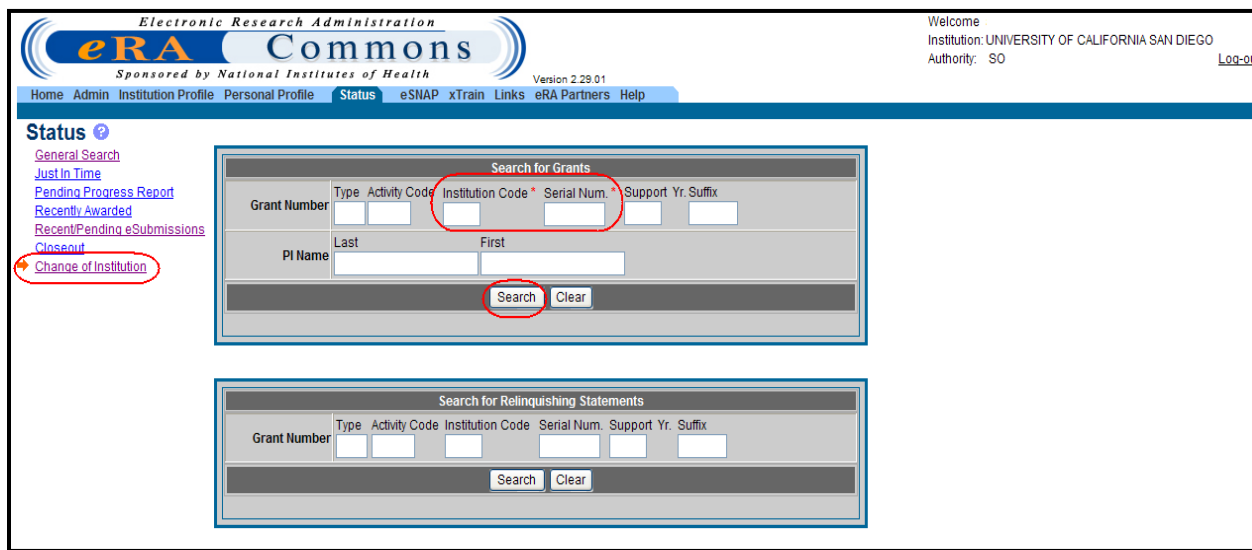 Electronic Research Administration
eRA Commons
Sponsored by National Institutes of Health
Version 2.29.01
Welcome
Institution: UNIVERSITY OF CALIFORNIA SAN DIEGO
Authority: SO
Log-ou
Home Admin Institution Profile Personal Profile Status eSNAP xTrain Links eRA Partners Help
Status ?
General Search
Just In Time
Pending Progress Report
Recently Awarded
Recent/Pending eSubmissions
Closeout
Change of Institution
Search for Grants
Type Activity Code Institution Code * Serial Num. * Support Yr. Suffix
Grant Number
Last First
PI Name
Search Clear
Search for Relinquishing Statements
Type Activity Code Institution Code Serial Num. Support Yr. Suffix
Grant Number
Search Clear